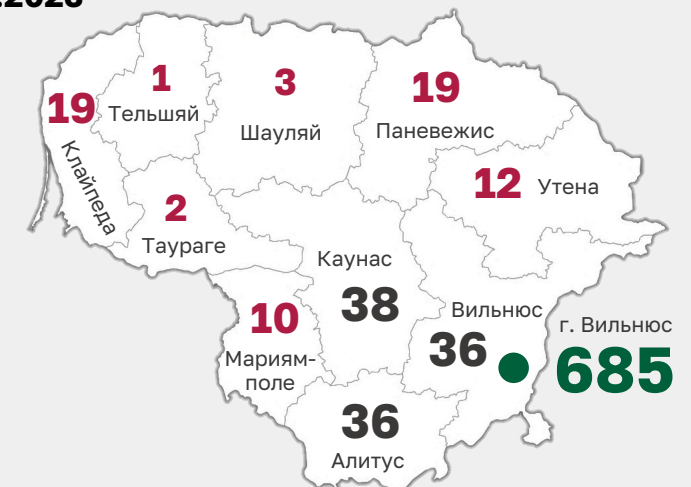 .2026
1
Тельшяй
3
Шауляй
19
Паневежис
19
Клайпеда
12 Утена
2
Таураге
Каунас
38
10
Мариям-
поле
Вильнюс
36
г. Вильнюс
685
36
Алитус